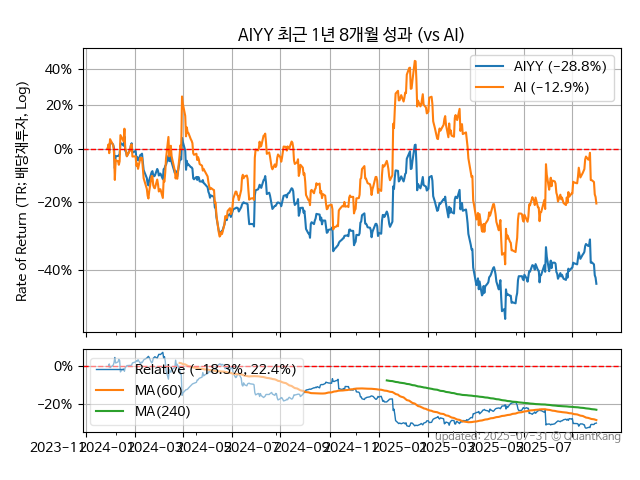 AIYY 최근 1년 8개월 성과 (vs AI)
Rate of Return (TR: 배당재투자, Log)
40%
20%
0%
−20%
−40%
AIYY (−28.8%)
AI (−12.9%)
0%
−20%
Relative (−18.3%, 22.4%)
MA(60)
MA(240)
updated: 2025-07-31 © QuantKang
2023-11 2024-01 2024-03 2024-05 2024-07 2024-09 2024-11 2025-01 2025-03 2025-05 2025-07